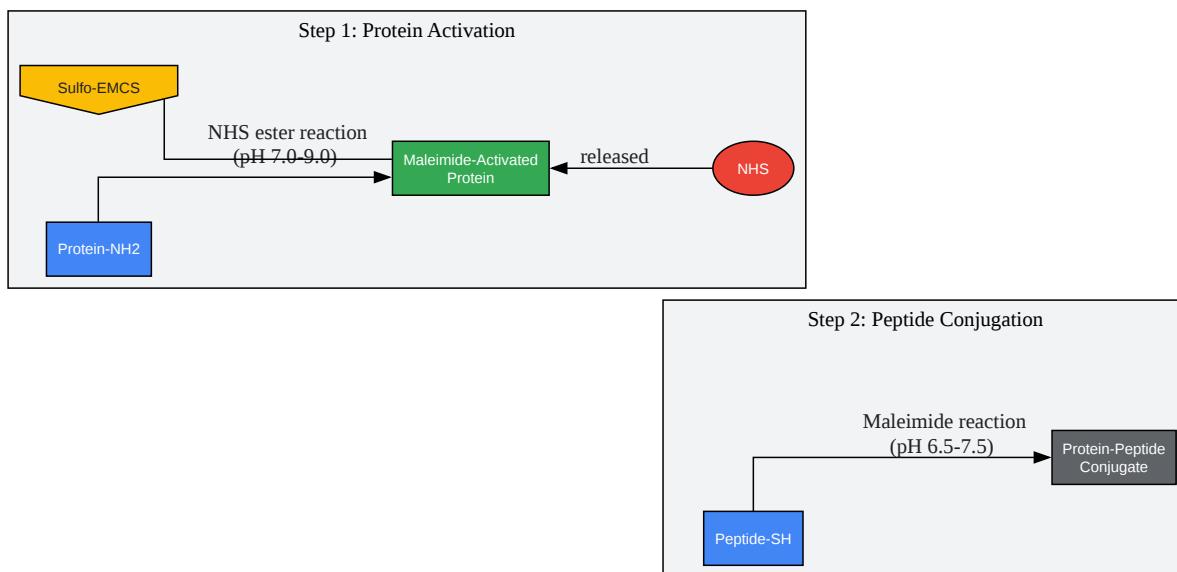 Step 1: Protein Activation
Sulfo-EMCS
NHS ester reaction
(pH 7.0-9.0)
Maleimide-Activated
Protein
released
NHS
Protein-NH2
Step 2: Peptide Conjugation
Maleimide reaction
(pH 6.5-7.5)
Protein-Peptide
Conjugate
Peptide-SH